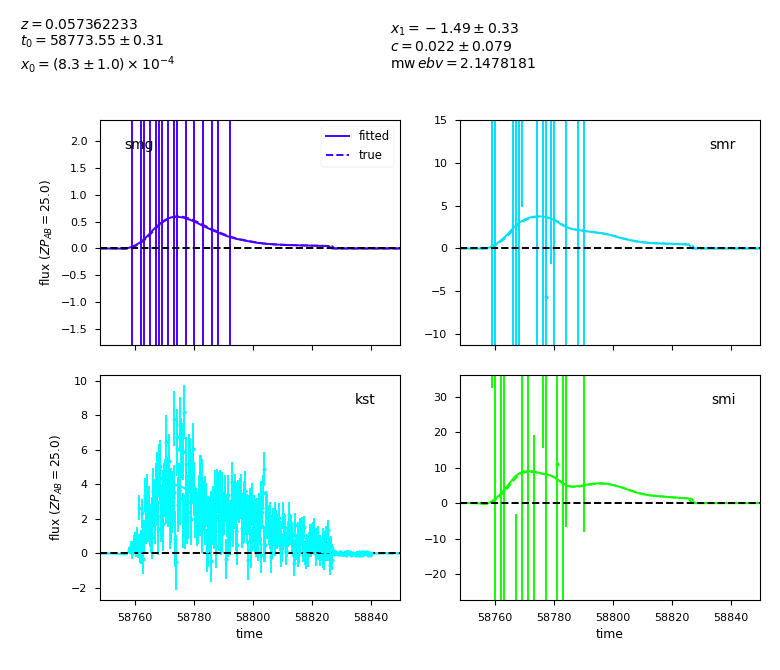 z = 0.057362233
t₀ = 58773.55 ± 0.31
x₀ = (8.3 ± 1.0) × 10⁻⁴
x₁ = −1.49 ± 0.33
c = 0.022 ± 0.079
mw ebv = 2.1478181
flux (ZP_AB = 25.0)
2.0
1.5
1.0
0.5
0.0
−0.5
−1.0
−1.5
smg
fitted
true
15
10
5
0
−5
−10
smr
flux (ZP_AB = 25.0)
10
8
6
4
2
0
−2
kst
58760 58780 58800 58820 58840
time
30
20
10
0
−10
−20
smi
58760 58780 58800 58820 58840
time